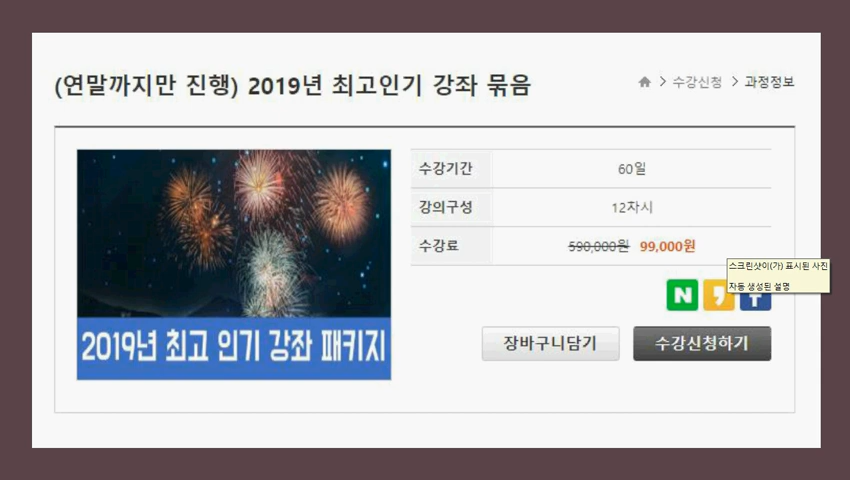 (연말까지만 진행) 2019년 최고인기 강좌 묶음
수강신청 > 과정정보
2019년 최고 인기 강좌 패키지
수강기간 60일
강의구성 12차시
수강료 590,000원 99,000원
스크린샷이(가) 표시된 사진
자동 생성된 설명
N
f
장바구니담기 수강신청하기